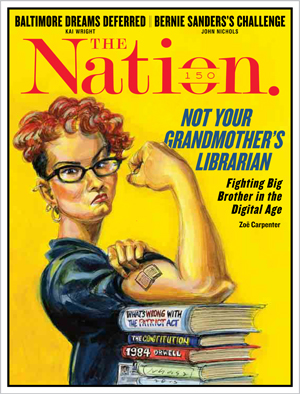 BALTIMORE DREAMS DEFERRED | BERNIE SANDERS'S CHALLENGE
KAI WRIGHT JOHN NICHOLS
THE
Nation.
150
NOT YOUR
GRANDMOTHER'S
LIBRARIAN
Fighting Big
Brother in the
Digital Age
Zoë Carpenter
WHAT'S WRONG WITH
THE PATRIOT ACT
THE CONSTITUTION
1984 ORWELL